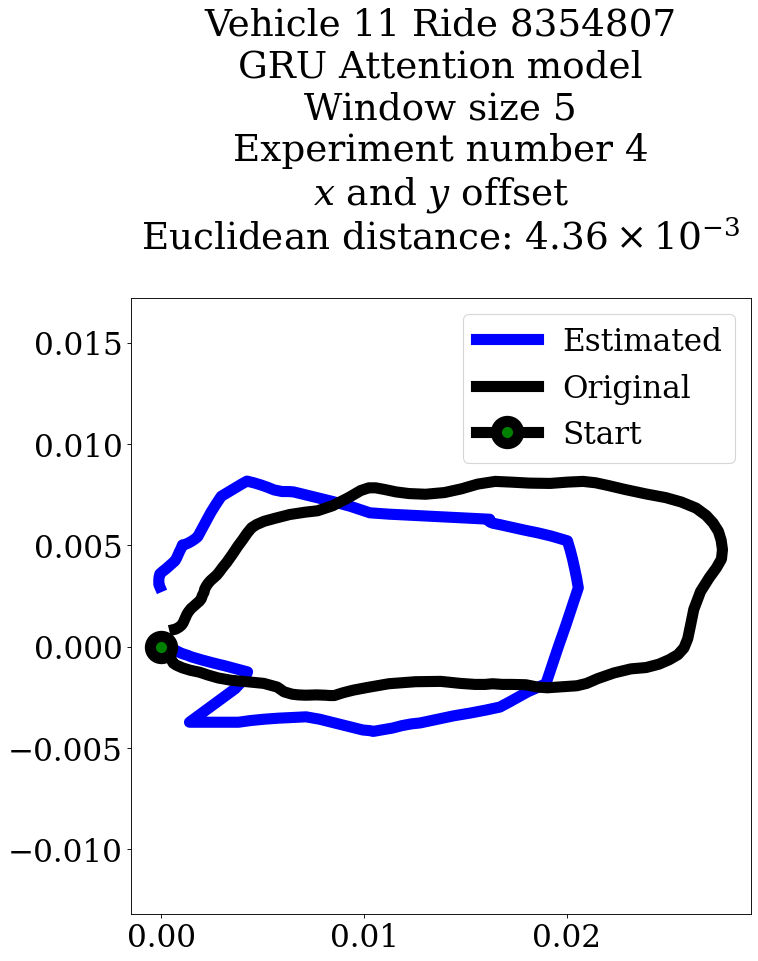 Vehicle 11 Ride 8354807
GRU Attention model
Window size 5
Experiment number 4
x and y offset
Euclidean distance: 4.36 × 10⁻³
Estimated
Original
Start
0.015
0.010
0.005
0.000
−0.005
−0.010
0.00 0.01 0.02